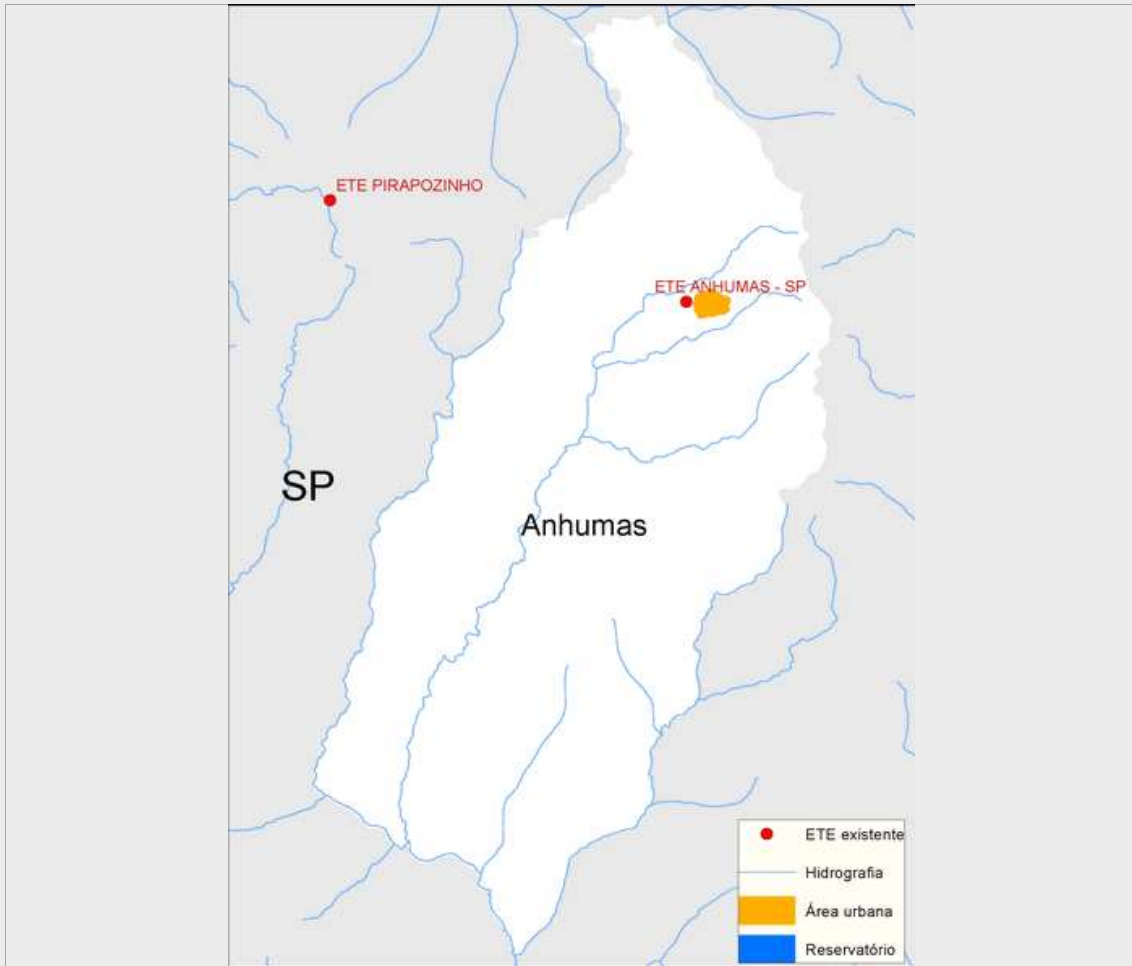 ETE PIRAPOZINHO
ETE ANHUMAS - SP
SP
Anhumas
ETE existente
Hidrografia
Área urbana
Reservatório